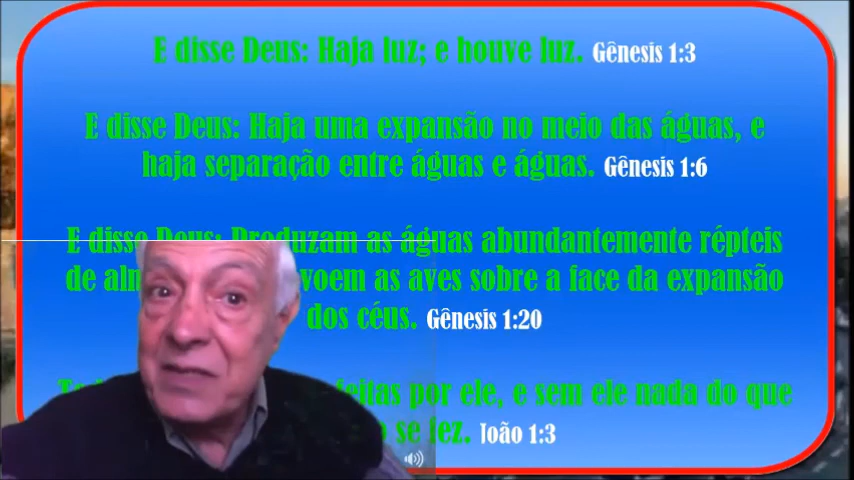 E disse Deus: Haja luz; e houve luz. Gênesis 1:3
E disse Deus: Haja uma expansão no meio das águas, e
haja separação entre águas e águas. Gênesis 1:6
E disse Deus: Produzam as águas abundantemente répteis
de voem as aves sobre a face da expansão
dos céus. Gênesis 1:20
feitas por ele, e sem ele nada do que
se fez. João 1:3